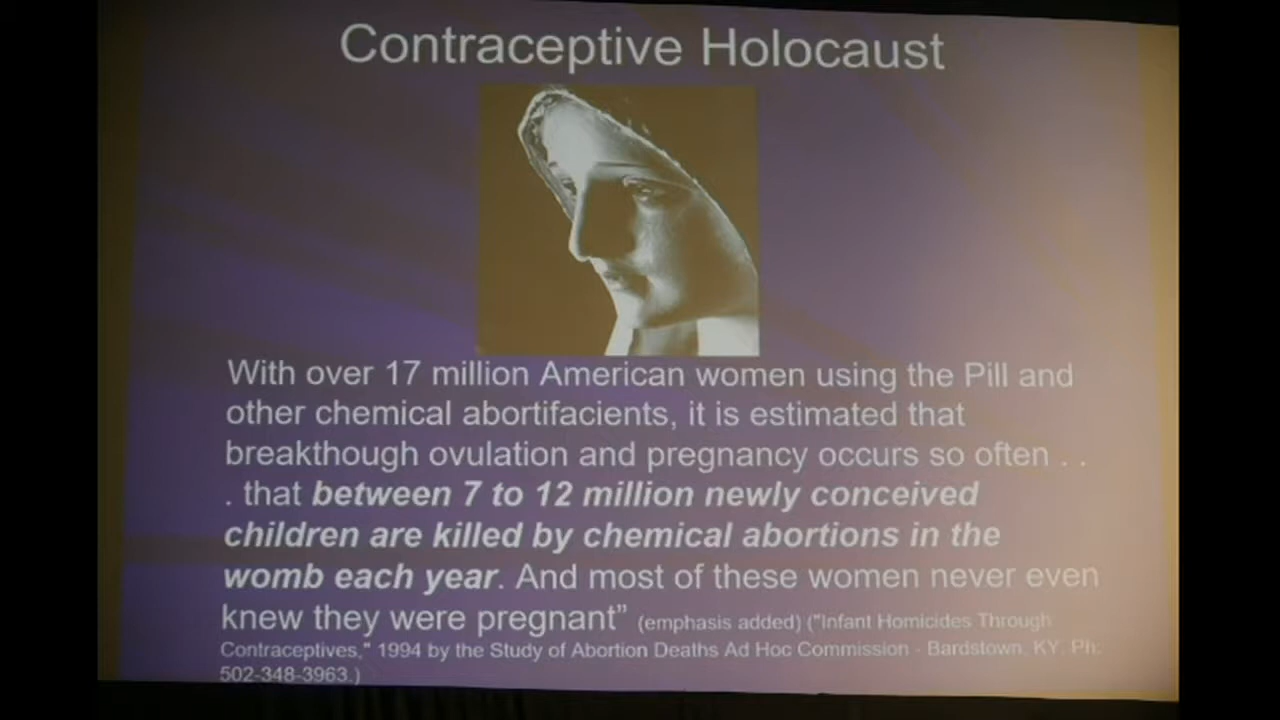 Contraceptive Holocaust
With over 17 million American women using the Pill and
other chemical abortifacients, it is estimated that
breakthough ovulation and pregnancy occurs so often . .
. that between 7 to 12 million newly conceived
children are killed by chemical abortions in the
womb each year. And most of these women never even
knew they were pregnant” (emphasis added) ("Infant Homicides Through
Contraceptives," 1994 by the Study of Abortion Deaths Ad Hoc Commission - Bardstown, KY, Ph:
502-348-3963.)